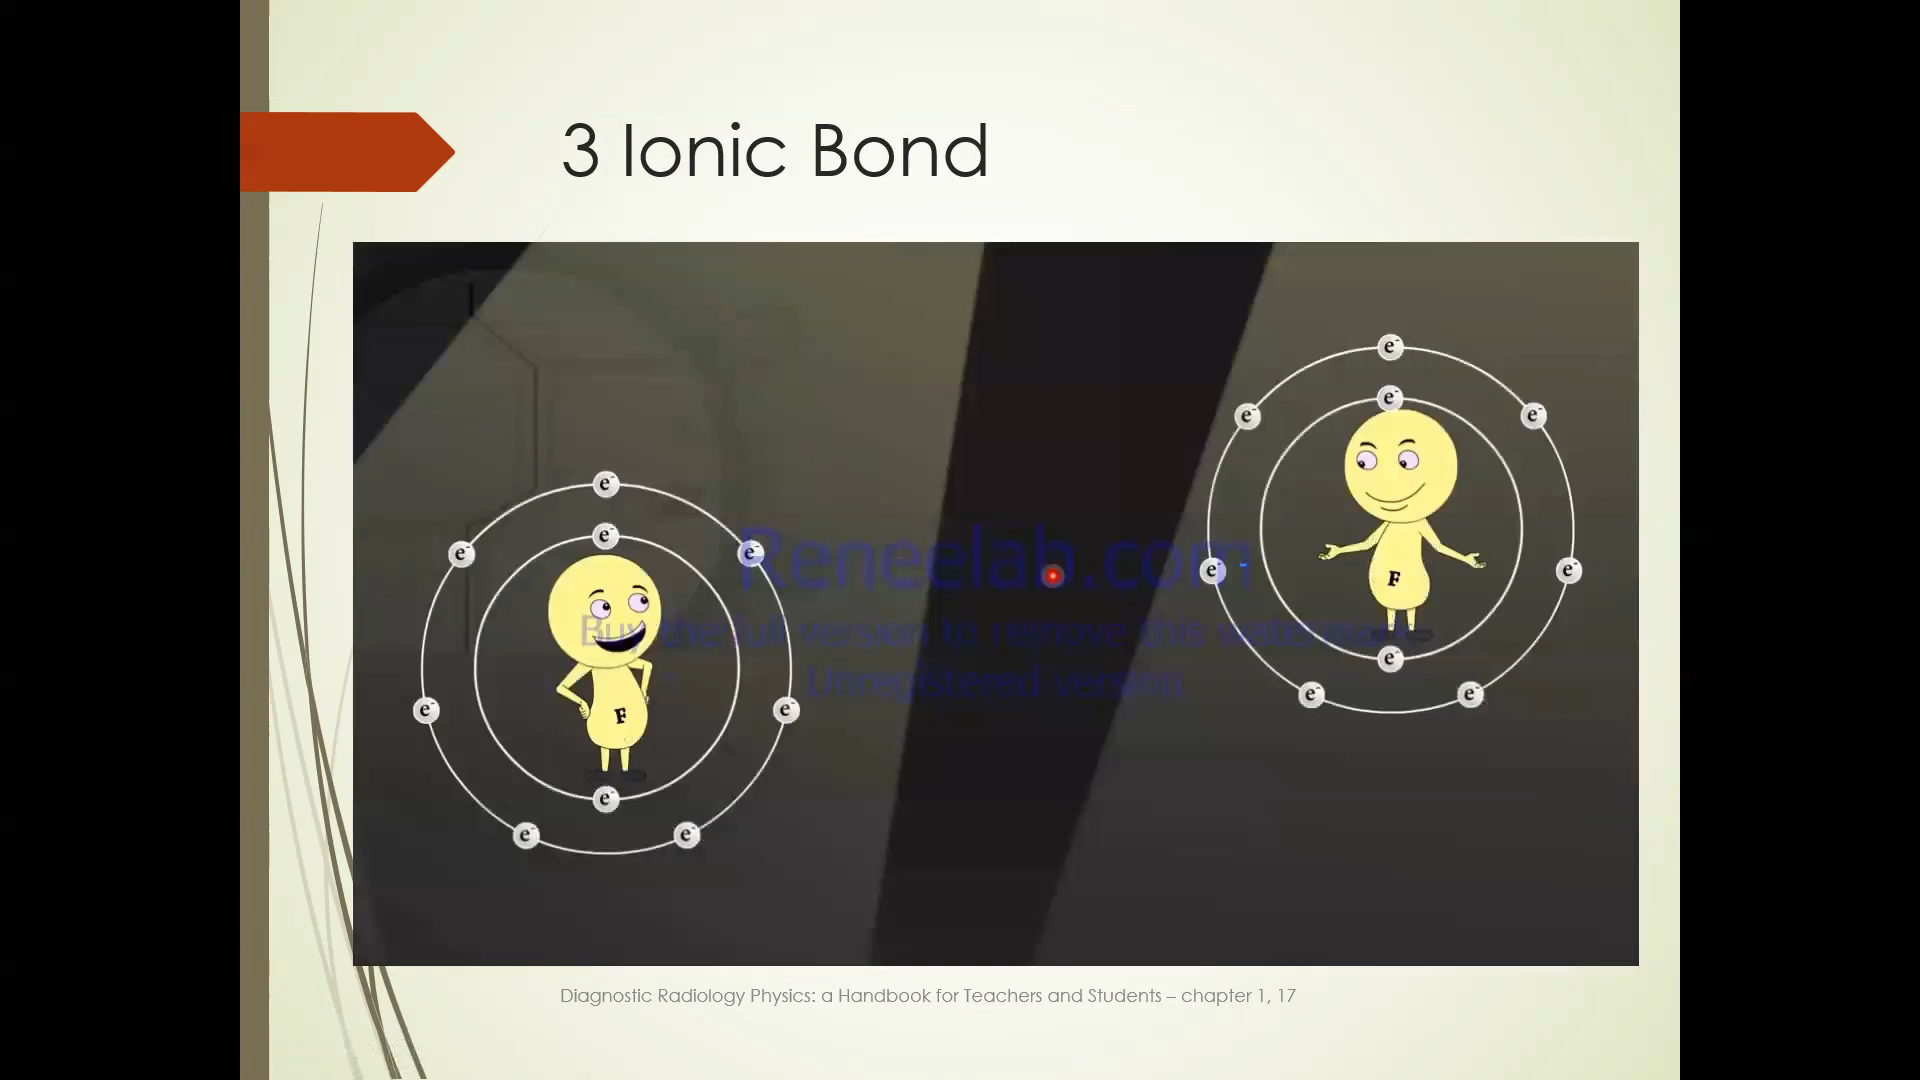 3 Ionic Bond
e⁻
e⁻
e⁻
e⁻
e⁻
e⁻
e⁻
e⁻
e⁻
F
e⁻
e⁻
e⁻
e⁻
e⁻
F
e⁻
e⁻
e⁻
e⁻
Reneelab.com
Buy the full version to remove this watermark
Unregistered version
Diagnostic Radiology Physics: a Handbook for Teachers and Students – chapter 1, 17